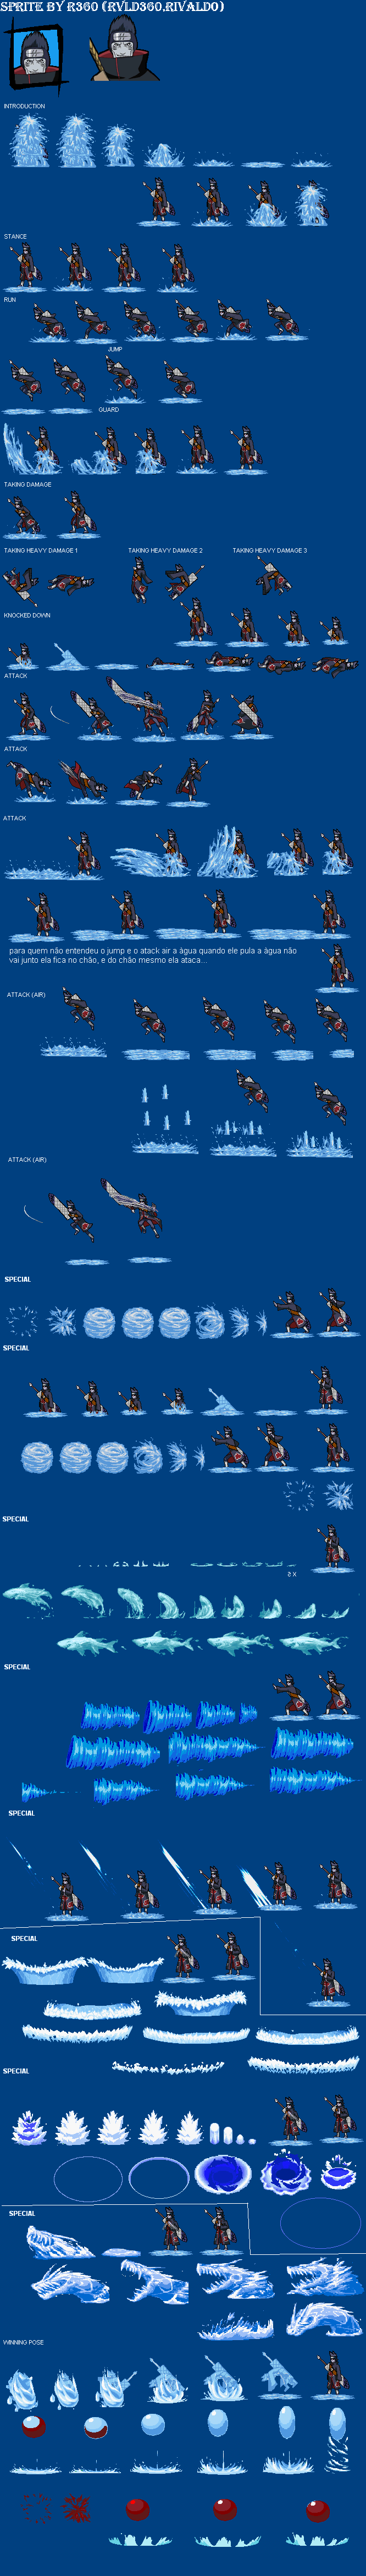 SPRITE BY R360 (RVLD360,RIVALDO)
INTRODUCTION
STANCE
RUN
JUMP
GUARD
TAKING DAMAGE
TAKING HEAVY DAMAGE 1
TAKING HEAVY DAMAGE 2
TAKING HEAVY DAMAGE 3
KNOCKED DOWN
ATTACK
ATTACK
ATTACK
para quem não entendeu o jump e o atack air a àgua quando ele pula a àgua não
vai junto ela fica no chão, e do chão mesmo ela ataca...
ATTACK (AIR)
ATTACK (AIR)
SPECIAL
SPECIAL
SPECIAL
2 X
SPECIAL
SPECIAL
SPECIAL
SPECIAL
SPECIAL
WINNING POSE